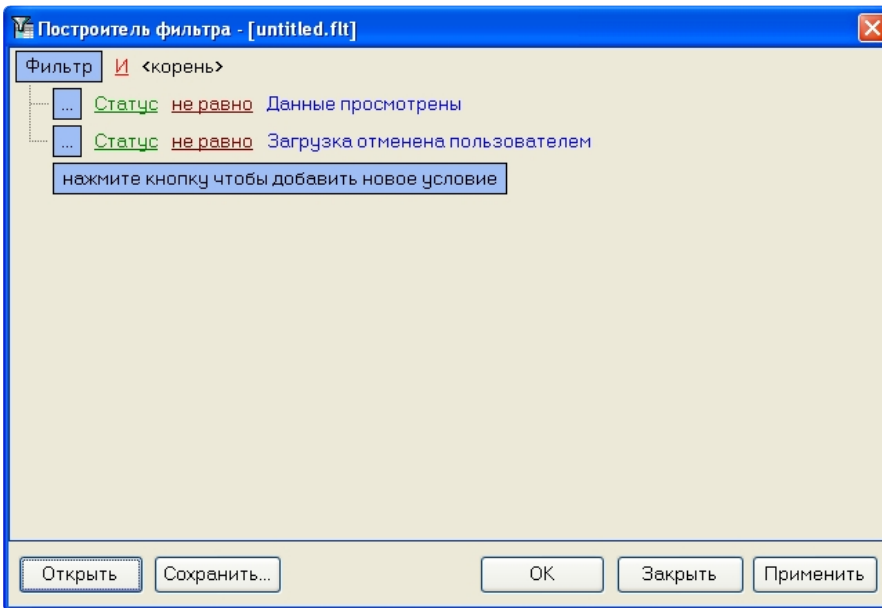 Построитель фильтра - [untitled.flt]
Фильтр И <корень>
... Статус не равно Данные просмотрены
... Статус не равно Загрузка отменена пользователем
нажмите кнопку чтобы добавить новое условие
Открыть Сохранить... ОК Закрыть Применить